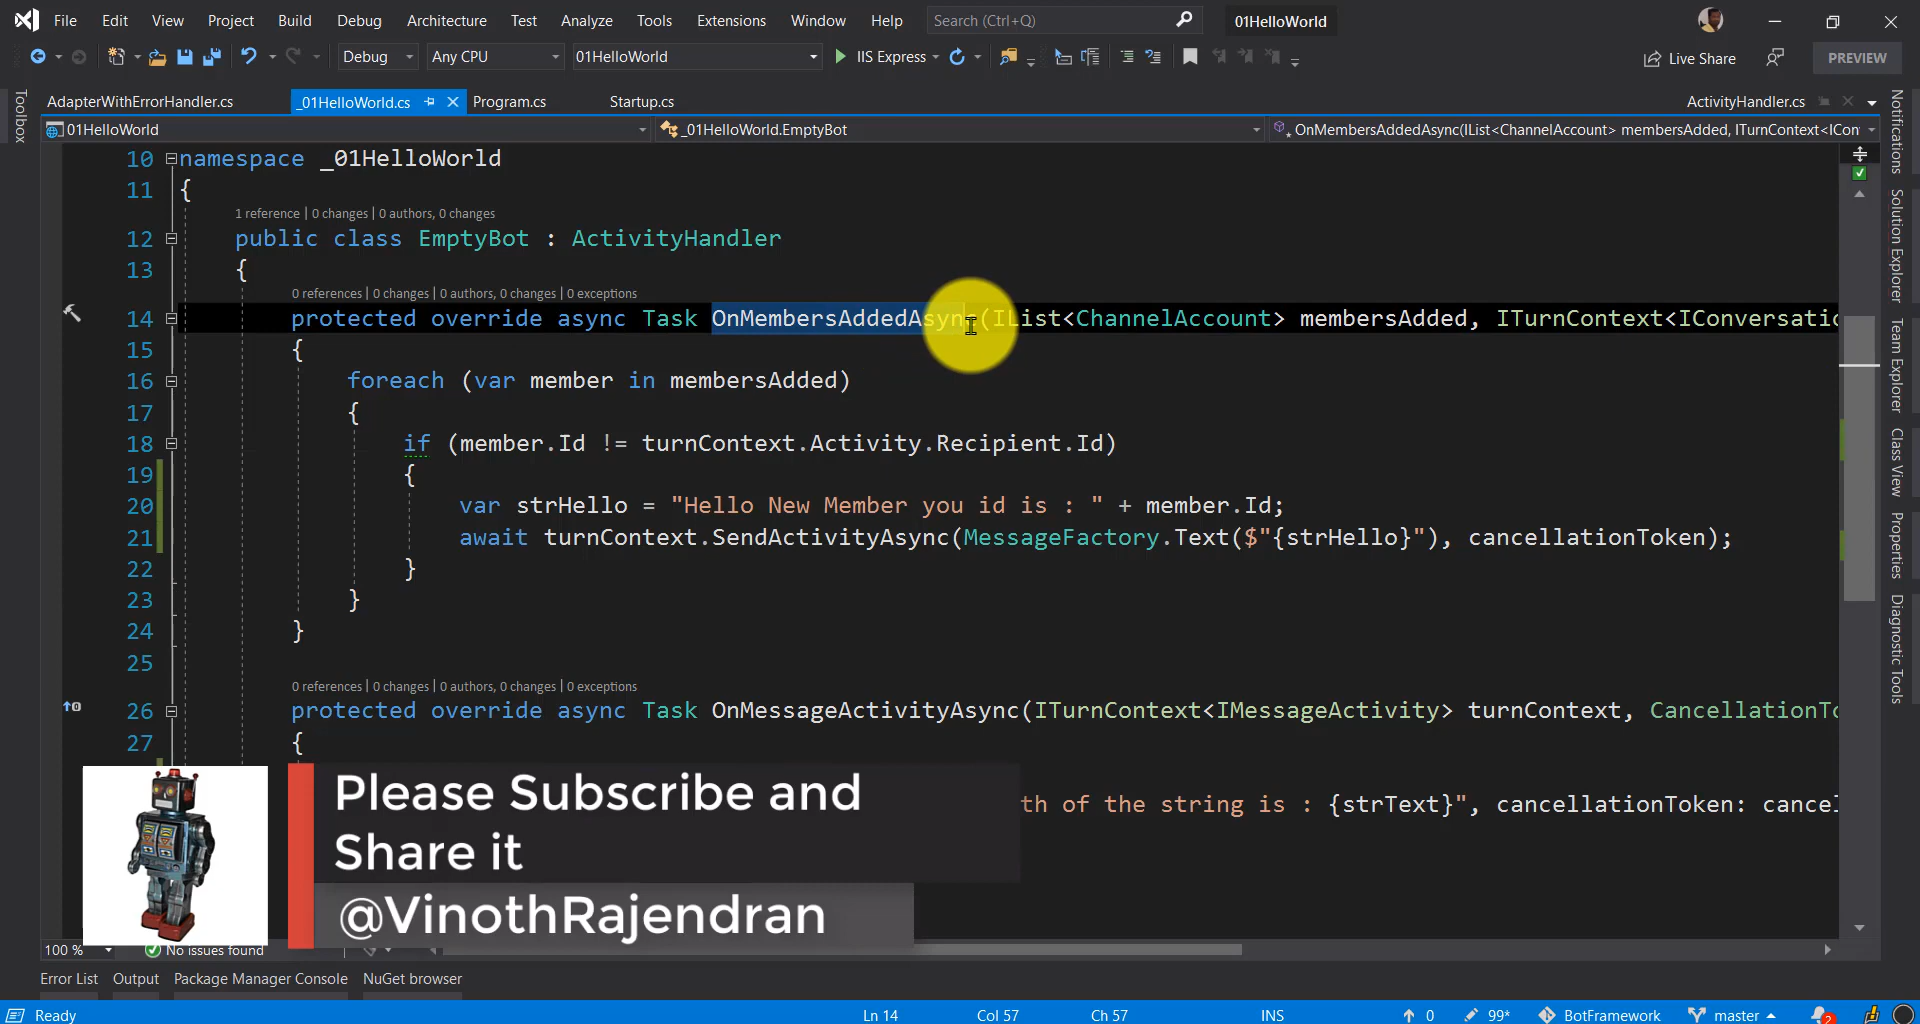 File Edit View Project Build Debug Architecture Test Analyze Tools Extensions Window Help Search (Ctrl+Q) 01HelloWorld
Debug Any CPU 01HelloWorld IIS Express Live Share PREVIEW
Toolbox
AdapterWithErrorHandler.cs _01HelloWorld.cs Program.cs Startup.cs ActivityHandler.cs
01HelloWorld _01HelloWorld.EmptyBot OnMembersAddedAsync(IList<ChannelAccount> membersAdded, ITurnContext<ICon
10 namespace _01HelloWorld
11 {
1 reference | 0 changes | 0 authors, 0 changes
12 public class EmptyBot : ActivityHandler
13 {
0 references | 0 changes | 0 authors, 0 changes | 0 exceptions
14 protected override async Task OnMembersAddedAsync(IList<ChannelAccount> membersAdded, ITurnContext<IConversatio
15 {
16 foreach (var member in membersAdded)
17 {
18 if (member.Id != turnContext.Activity.Recipient.Id)
19 {
20 var strHello = "Hello New Member you id is : " + member.Id;
21 await turnContext.SendActivityAsync(MessageFactory.Text($"{strHello}"), cancellationToken);
22 }
23 }
24 }
25
0 references | 0 changes | 0 authors, 0 changes | 0 exceptions
26 protected override async Task OnMessageActivityAsync(ITurnContext<IMessageActivity> turnContext, CancellationTo
27 {
th of the string is : {strText}", cancellationToken: cancel
Please Subscribe and
Share it
@VinothRajendran
100 % No issues found
Error List Output Package Manager Console NuGet browser
Ready Ln 14 Col 57 Ch 57 INS 0 99* BotFramework master 2
Notifications
Solution Explorer
Team Explorer
Class View
Properties
Diagnostic Tools